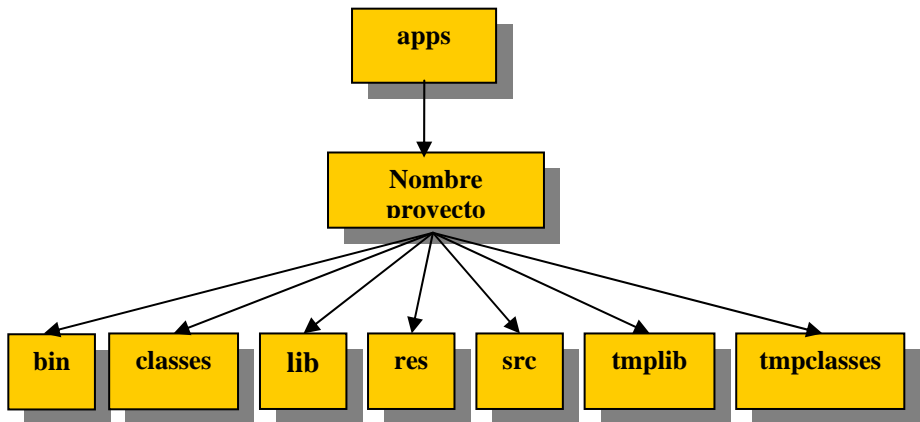 apps
Nombre
proyecto
bin
classes
lib
res
src
tmplib
tmpclasses